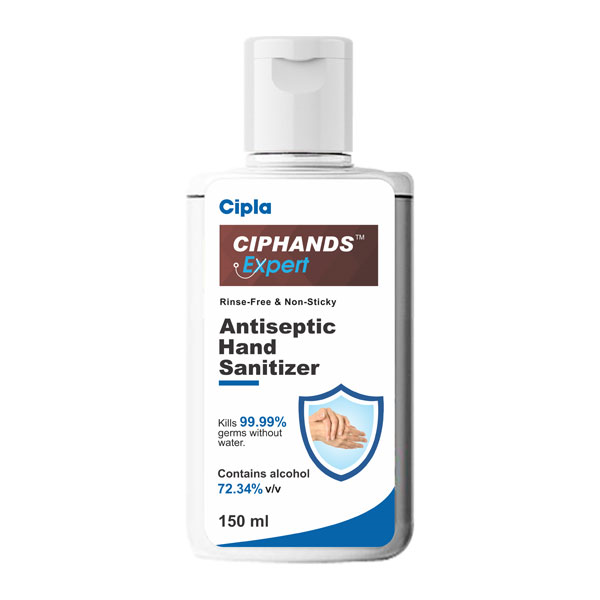 Cipla
CIPHANDS™
Expert
Rinse-Free & Non-Sticky
Antiseptic
Hand
Sanitizer
Kills 99.99%
germs without
water.
Contains alcohol
72.34% v/v
150 ml